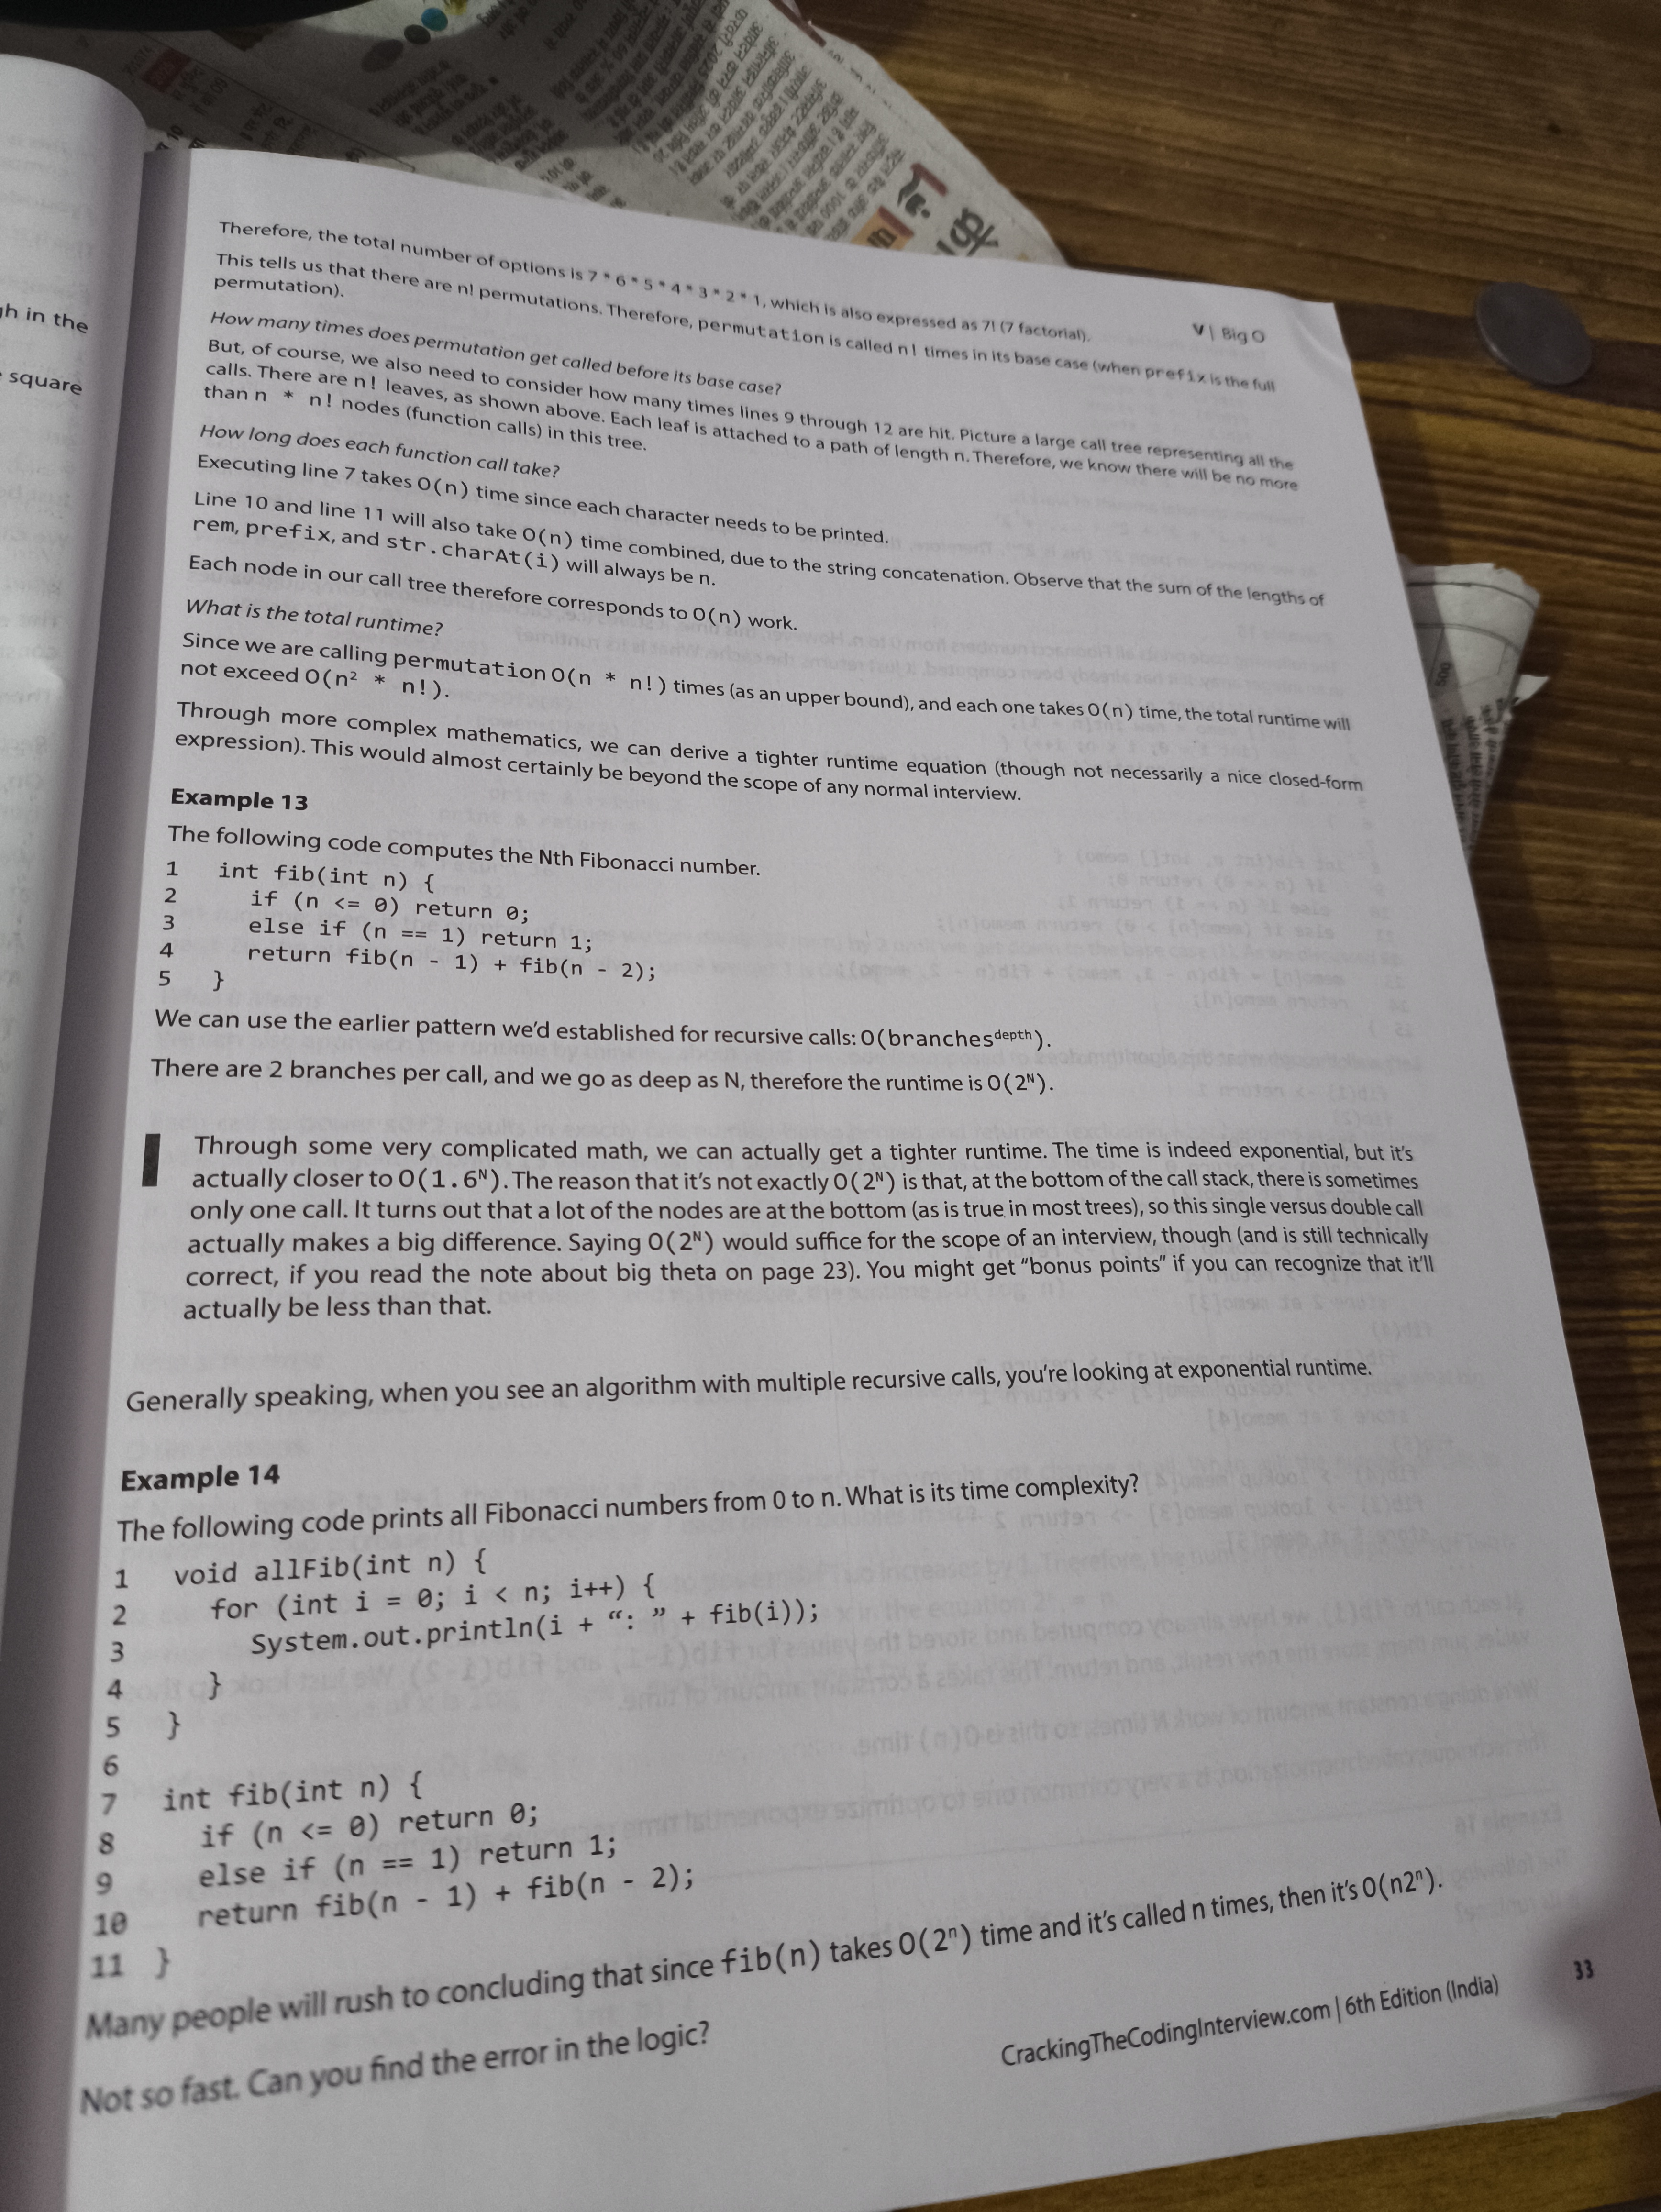 gh in the
square
V | Big O
Therefore, the total number of options is 7 * 6 * 5 * 4 * 3 * 2 * 1, which is also expressed as 7! (7 factorial).
This tells us that there are n! permutations. Therefore, permutation is called n! times in its base case (when prefix is the full
permutation).
How many times does permutation get called before its base case?
But, of course, we also need to consider how many times lines 9 through 12 are hit. Picture a large call tree representing all the
calls. There are n! leaves, as shown above. Each leaf is attached to a path of length n. Therefore, we know there will be no more
than n * n! nodes (function calls) in this tree.
How long does each function call take?
Executing line 7 takes O(n) time since each character needs to be printed.
Line 10 and line 11 will also take O(n) time combined, due to the string concatenation. Observe that the sum of the lengths of
rem, prefix, and str.charAt(i) will always be n.
Each node in our call tree therefore corresponds to O(n) work.
What is the total runtime?
Since we are calling permutation O(n * n!) times (as an upper bound), and each one takes O(n) time, the total runtime will
not exceed O(n² * n!).
Through more complex mathematics, we can derive a tighter runtime equation (though not necessarily a nice closed-form
expression). This would almost certainly be beyond the scope of any normal interview.
Example 13
The following code computes the Nth Fibonacci number.
1 int fib(int n) {
2 if (n <= 0) return 0;
3 else if (n == 1) return 1;
4 return fib(n - 1) + fib(n - 2);
5 }
We can use the earlier pattern we'd established for recursive calls: O(branches^depth).
There are 2 branches per call, and we go as deep as N, therefore the runtime is O(2ᴺ).
Through some very complicated math, we can actually get a tighter runtime. The time is indeed exponential, but it's
actually closer to O(1.6ᴺ). The reason that it's not exactly O(2ᴺ) is that, at the bottom of the call stack, there is sometimes
only one call. It turns out that a lot of the nodes are at the bottom (as is true in most trees), so this single versus double call
actually makes a big difference. Saying O(2ᴺ) would suffice for the scope of an interview, though (and is still technically
correct, if you read the note about big theta on page 23). You might get "bonus points" if you can recognize that it'll
actually be less than that.
Generally speaking, when you see an algorithm with multiple recursive calls, you're looking at exponential runtime.
Example 14
The following code prints all Fibonacci numbers from 0 to n. What is its time complexity?
1 void allFib(int n) {
2 for (int i = 0; i < n; i++) {
3 System.out.println(i + “: ” + fib(i));
4 }
5 }
6
7 int fib(int n) {
8 if (n <= 0) return 0;
9 else if (n == 1) return 1;
10 return fib(n - 1) + fib(n - 2);
11 }
Many people will rush to concluding that since fib(n) takes O(2ⁿ) time and it's called n times, then it's O(n2ⁿ).
Not so fast. Can you find the error in the logic?
CrackingTheCodingInterview.com | 6th Edition (India)
33